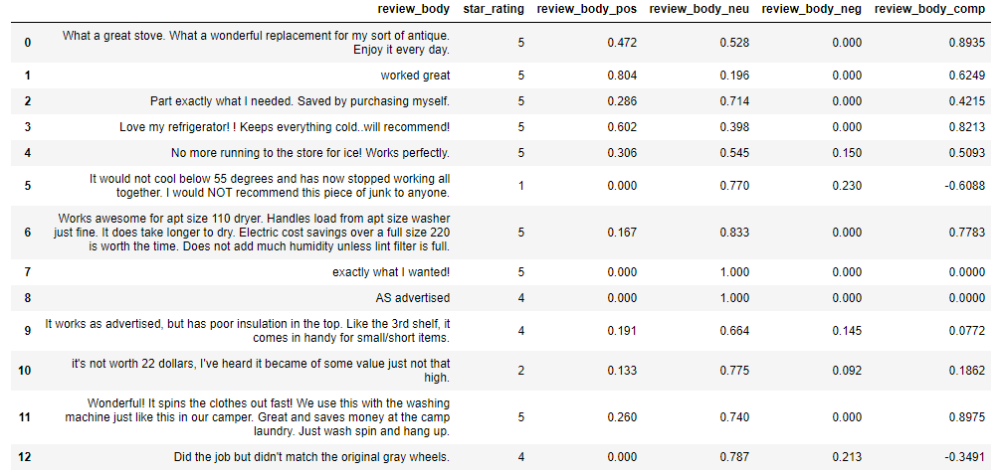 review_body star_rating review_body_pos review_body_neu review_body_neg review_body_comp
0 What a great stove. What a wonderful replacement for my sort of antique. 5 0.472 0.528 0.000 0.8935
Enjoy it every day.
1 worked great 5 0.804 0.196 0.000 0.6249
2 Part exactly what I needed. Saved by purchasing myself. 5 0.286 0.714 0.000 0.4215
3 Love my refrigerator! ! Keeps everything cold..will recommend! 5 0.602 0.398 0.000 0.8213
4 No more running to the store for ice! Works perfectly. 5 0.306 0.545 0.150 0.5093
5 It would not cool below 55 degrees and has now stopped working all 1 0.000 0.770 0.230 -0.6088
together. I would NOT recommend this piece of junk to anyone.
Works awesome for apt size 110 dryer. Handles load from apt size washer
6 just fine. It does take longer to dry. Electric cost savings over a full size 220 5 0.167 0.833 0.000 0.7783
is worth the time. Does not add much humidity unless lint filter is full.
7 exactly what I wanted! 5 0.000 1.000 0.000 0.0000
8 AS advertised 4 0.000 1.000 0.000 0.0000
9 It works as advertised, but has poor insulation in the top. Like the 3rd shelf, it 4 0.191 0.664 0.145 0.0772
comes in handy for small/short items.
10 it's not worth 22 dollars, I've heard it became of some value just not that 2 0.133 0.775 0.092 0.1862
high.
Wonderful! It spins the clothes out fast! We use this with the washing
11 machine just like this in our camper. Great and saves money at the camp 5 0.260 0.740 0.000 0.8975
laundry. Just wash spin and hang up.
12 Did the job but didn't match the original gray wheels. 4 0.000 0.787 0.213 -0.3491